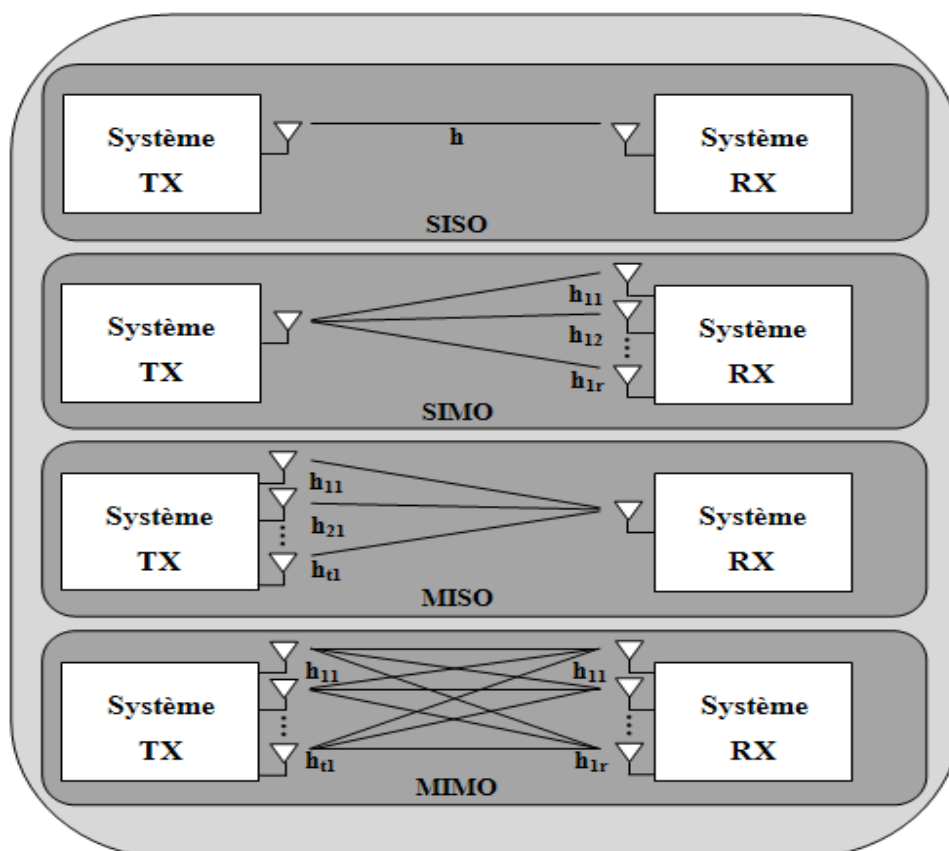 Système
TX
h
Système
RX
SISO
Système
TX
h11
h12
h1r
Système
RX
SIMO
Système
TX
h11
h21
ht1
Système
RX
MISO
Système
TX
h11
ht1
h11
h1r
Système
RX
MIMO